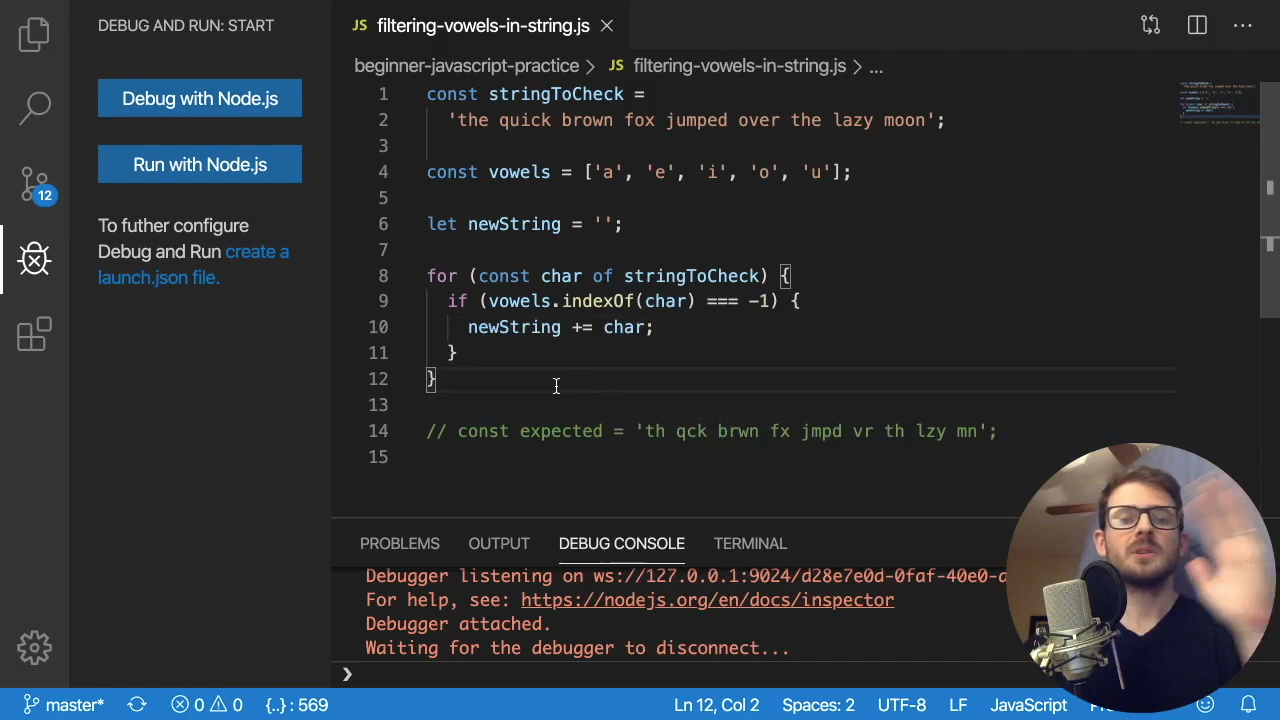 DEBUG AND RUN: START
Debug with Node.js
Run with Node.js
To futher configure
Debug and Run create a
launch.json file.
12
JS filtering-vowels-in-string.js
beginner-javascript-practice > JS filtering-vowels-in-string.js > ...
1 const stringToCheck =
2 'the quick brown fox jumped over the lazy moon';
3
4 const vowels = ['a', 'e', 'i', 'o', 'u'];
5
6 let newString = '';
7
8 for (const char of stringToCheck) {
9 if (vowels.indexOf(char) === -1) {
10 newString += char;
11 }
12 }
13
14 // const expected = 'th qck brwn fx jmpd vr th lzy mn';
15
PROBLEMS OUTPUT DEBUG CONSOLE TERMINAL
Debugger listening on ws://127.0.0.1:9024/d28e7e0d-0faf-40e0-
For help, see: https://nodejs.org/en/docs/inspector
Debugger attached.
Waiting for the debugger to disconnect...
master* 0 0 {..} : 569 Ln 12, Col 2 Spaces: 2 UTF-8 LF JavaScript